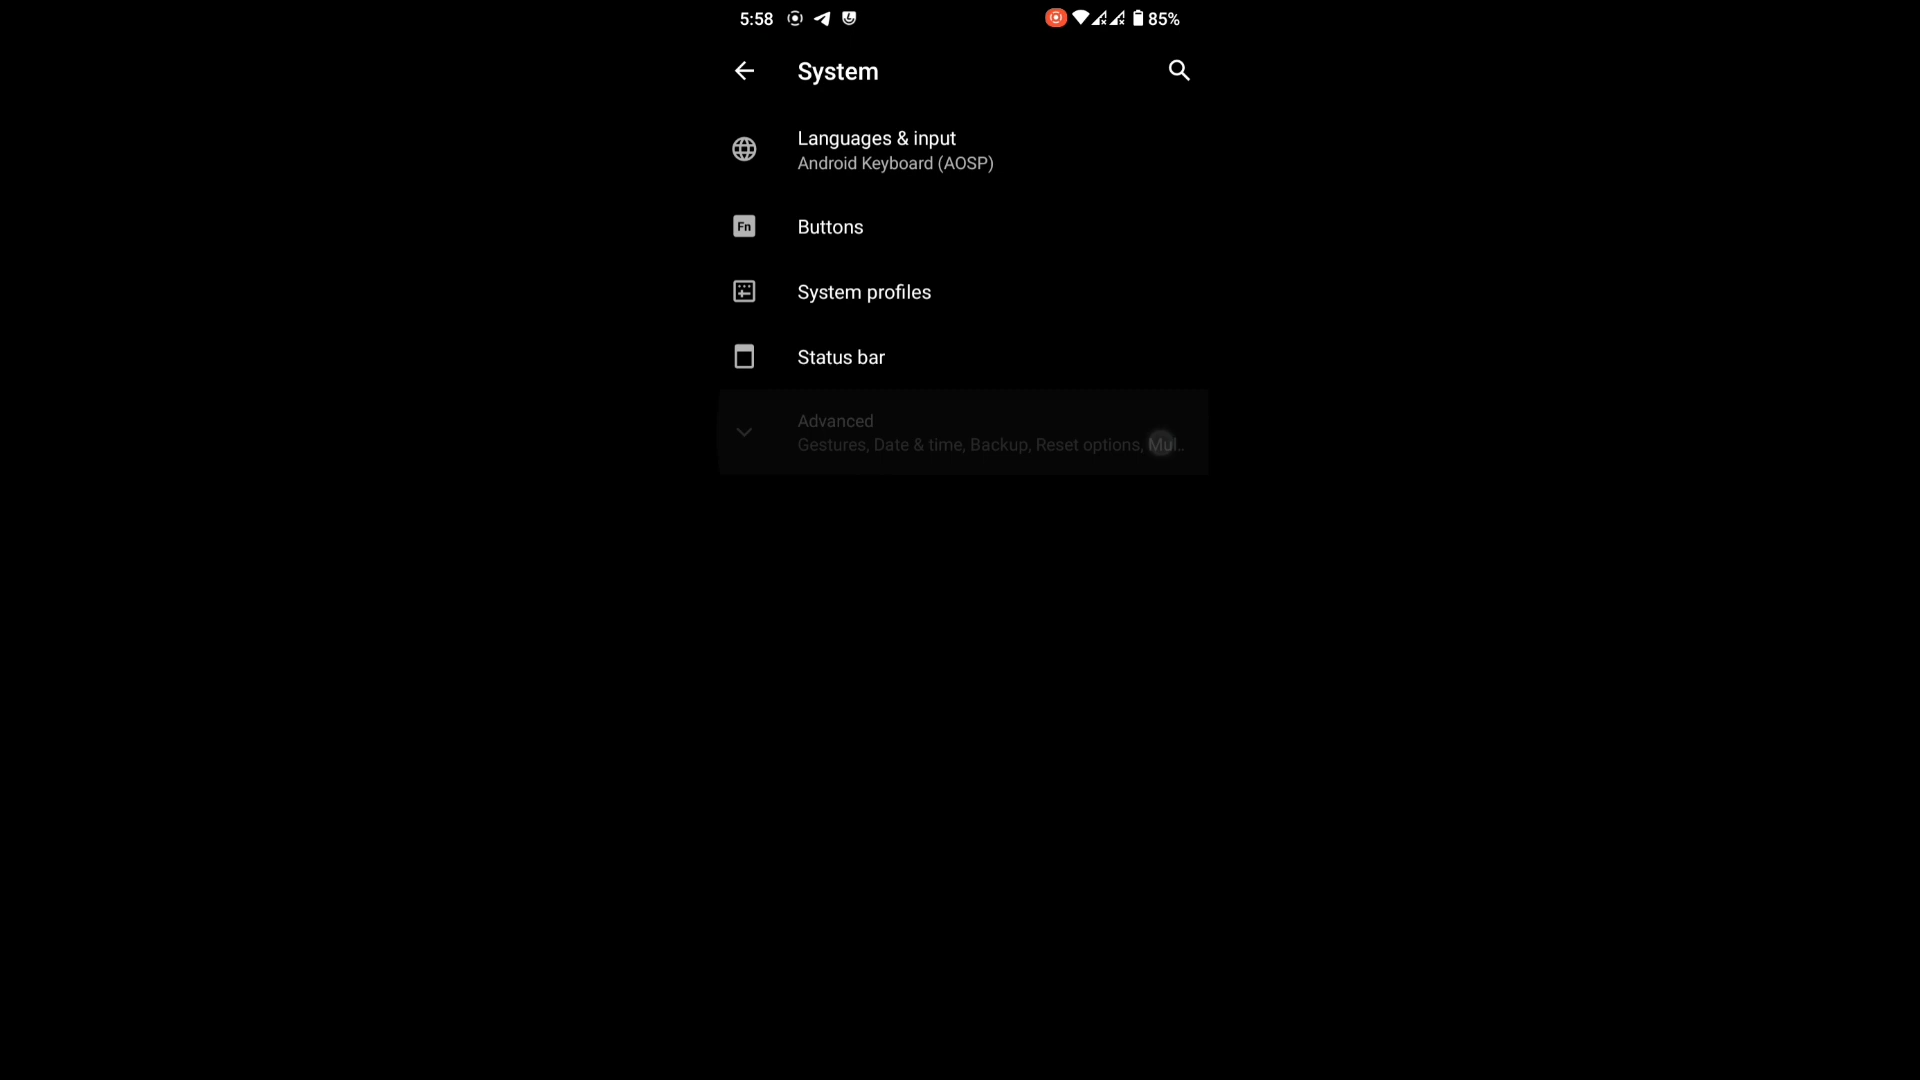 5:58
85%
System
Languages & input
Android Keyboard (AOSP)
Fn
Buttons
System profiles
Status bar
Advanced
Gestures, Date & time, Backup, Reset options, Mul..